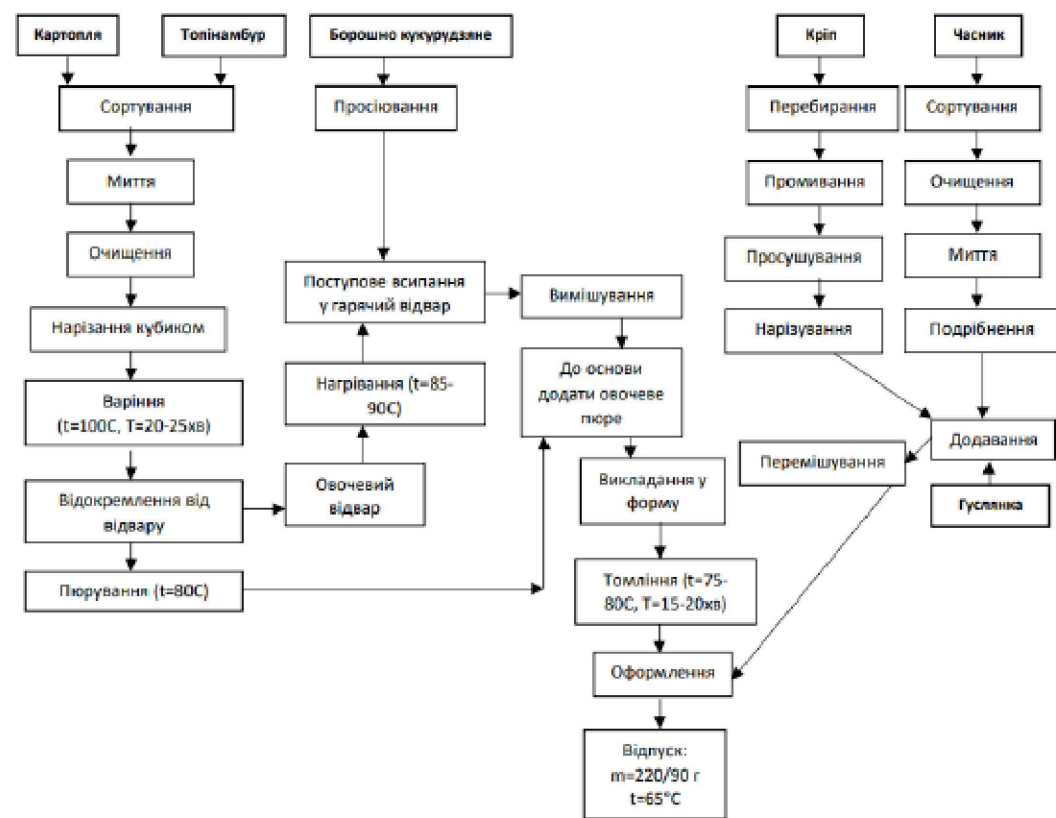 Картопля
Топінамбур
Борошно кукурудзяне
Кріп
Часник
Сортування
Просіювання
Перебирання
Сортування
Миття
Промивання
Очищення
Очищення
Поступове всипання
у гарячий відвар
Вимішування
Просушування
Миття
Нарізання кубиком
Нагрівання (t=85-
90С)
До основи
додати овочеве
пюре
Нарізування
Подрібнення
Варіння
(t=100С, Т=20-25хв)
Додавання
Перемішування
Відокремлення від
відвару
Овочевий
відвар
Викладання у
форму
Гуслянка
Пюрування (t=80С)
Томління (t=75-
80С, Т=15-20хв)
Оформлення
Відпуск:
m=220/90 г
t=65°С